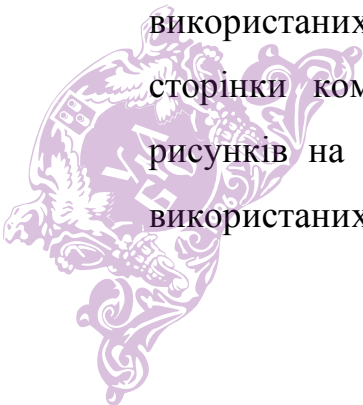 використаних
сторінки ком
рисунків на
використаних